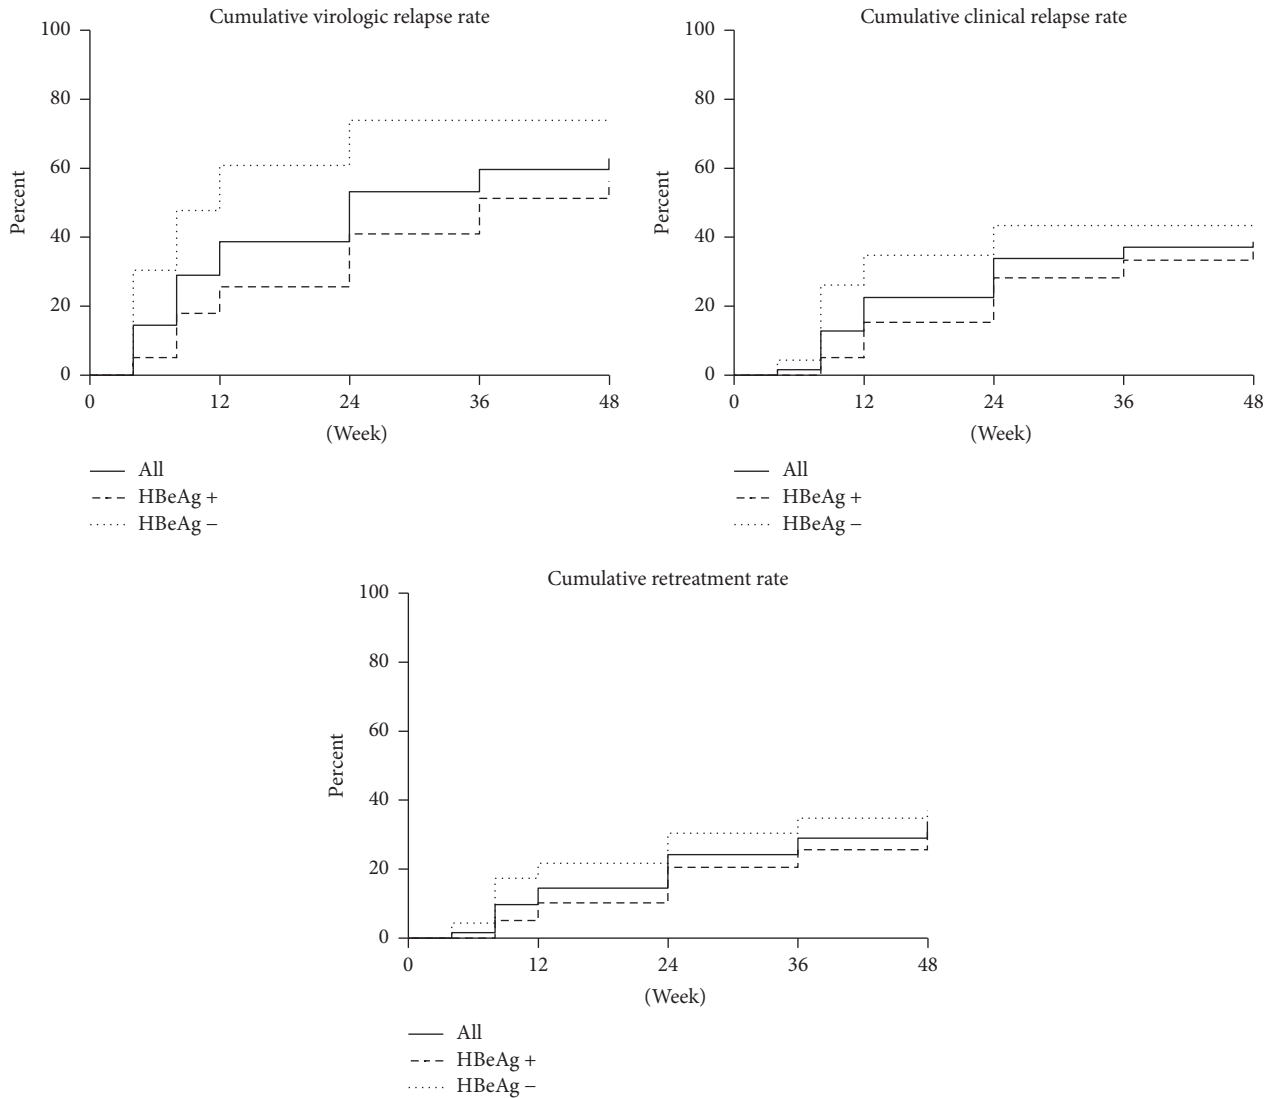 Cumulative virologic relapse rate
100
80
60
40
20
0
Percent
0 12 24 36 48
(Week)
All
HBeAg +
HBeAg −
Cumulative clinical relapse rate
100
80
60
40
20
0
Percent
0 12 24 36 48
(Week)
All
HBeAg +
HBeAg −
Cumulative retreatment rate
100
80
60
40
20
0
Percent
0 12 24 36 48
(Week)
All
HBeAg +
HBeAg −